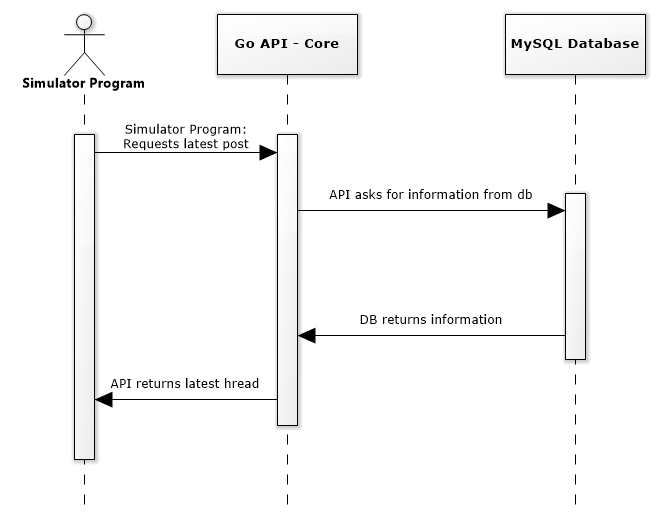 Simulator Program
Go API - Core
MySQL Database
Simulator Program:
Requests latest post
API asks for information from db
DB returns information
API returns latest hread